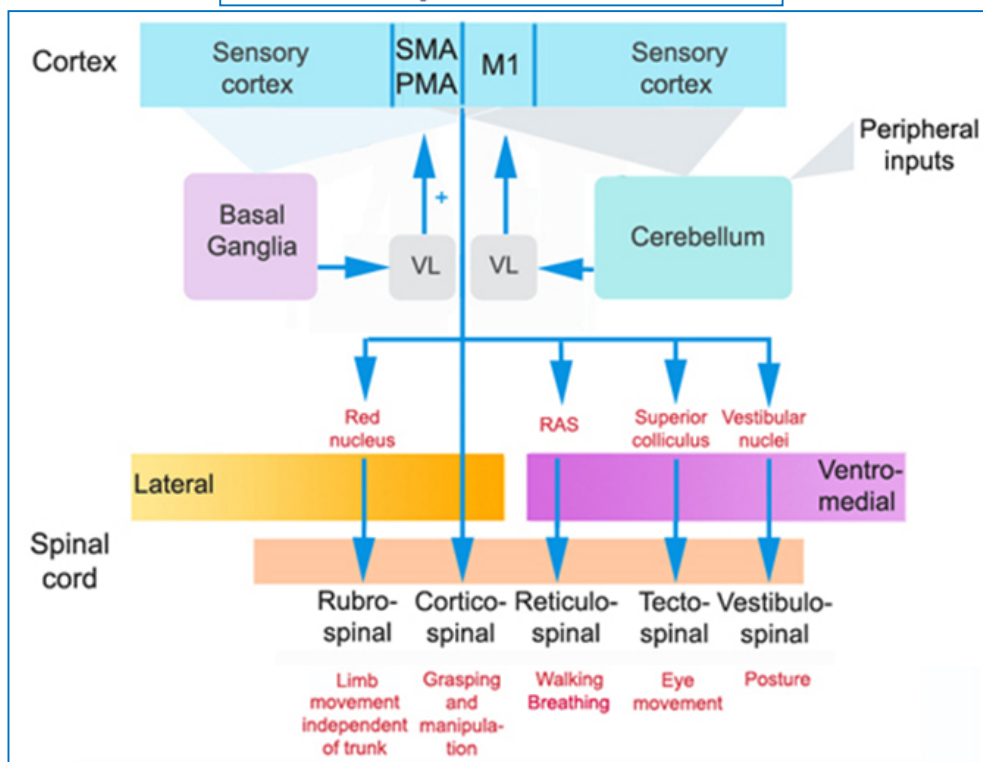 Cortex
Sensory
cortex
SMA
PMA
M1
Sensory
cortex
Peripheral
inputs
Basal
Ganglia
+
VL
VL
Cerebellum
Red
nucleus
RAS
Superior
colliculus
Vestibular
nuclei
Lateral
Ventro-
medial
Spinal
cord
Rubro-
spinal
Cortico-
spinal
Reticulo-
spinal
Tecto-
spinal
Vestibulo-
spinal
Limb
movement
independent
of trunk
Grasping
and
manipula-
tion
Walking
Breathing
Eye
movement
Posture